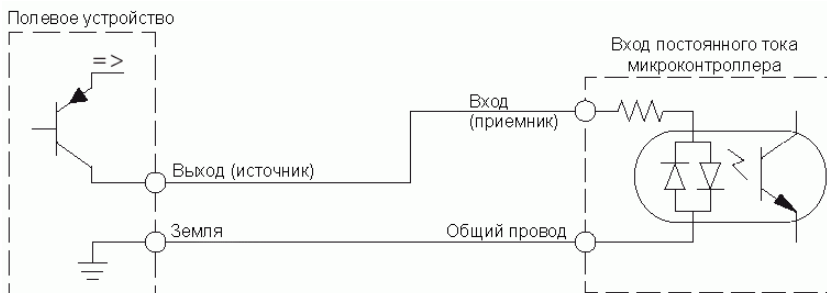 Полевое устройство
=>
Вход постоянного тока
микроконтроллера
Вход
(приемник)
Выход (источник)
Земля
Общий провод